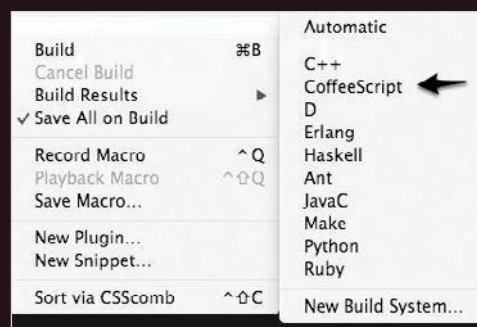 Build ⌘B
Cancel Build
Build Results ▶
✓ Save All on Build
Record Macro ^Q
Playback Macro ^⇧Q
Save Macro...
New Plugin...
New Snippet...
Sort via CSScomb ^⇧C
Automatic
C++
CoffeeScript
D
Erlang
Haskell
Ant
JavaC
Make
Python
Ruby
New Build System...